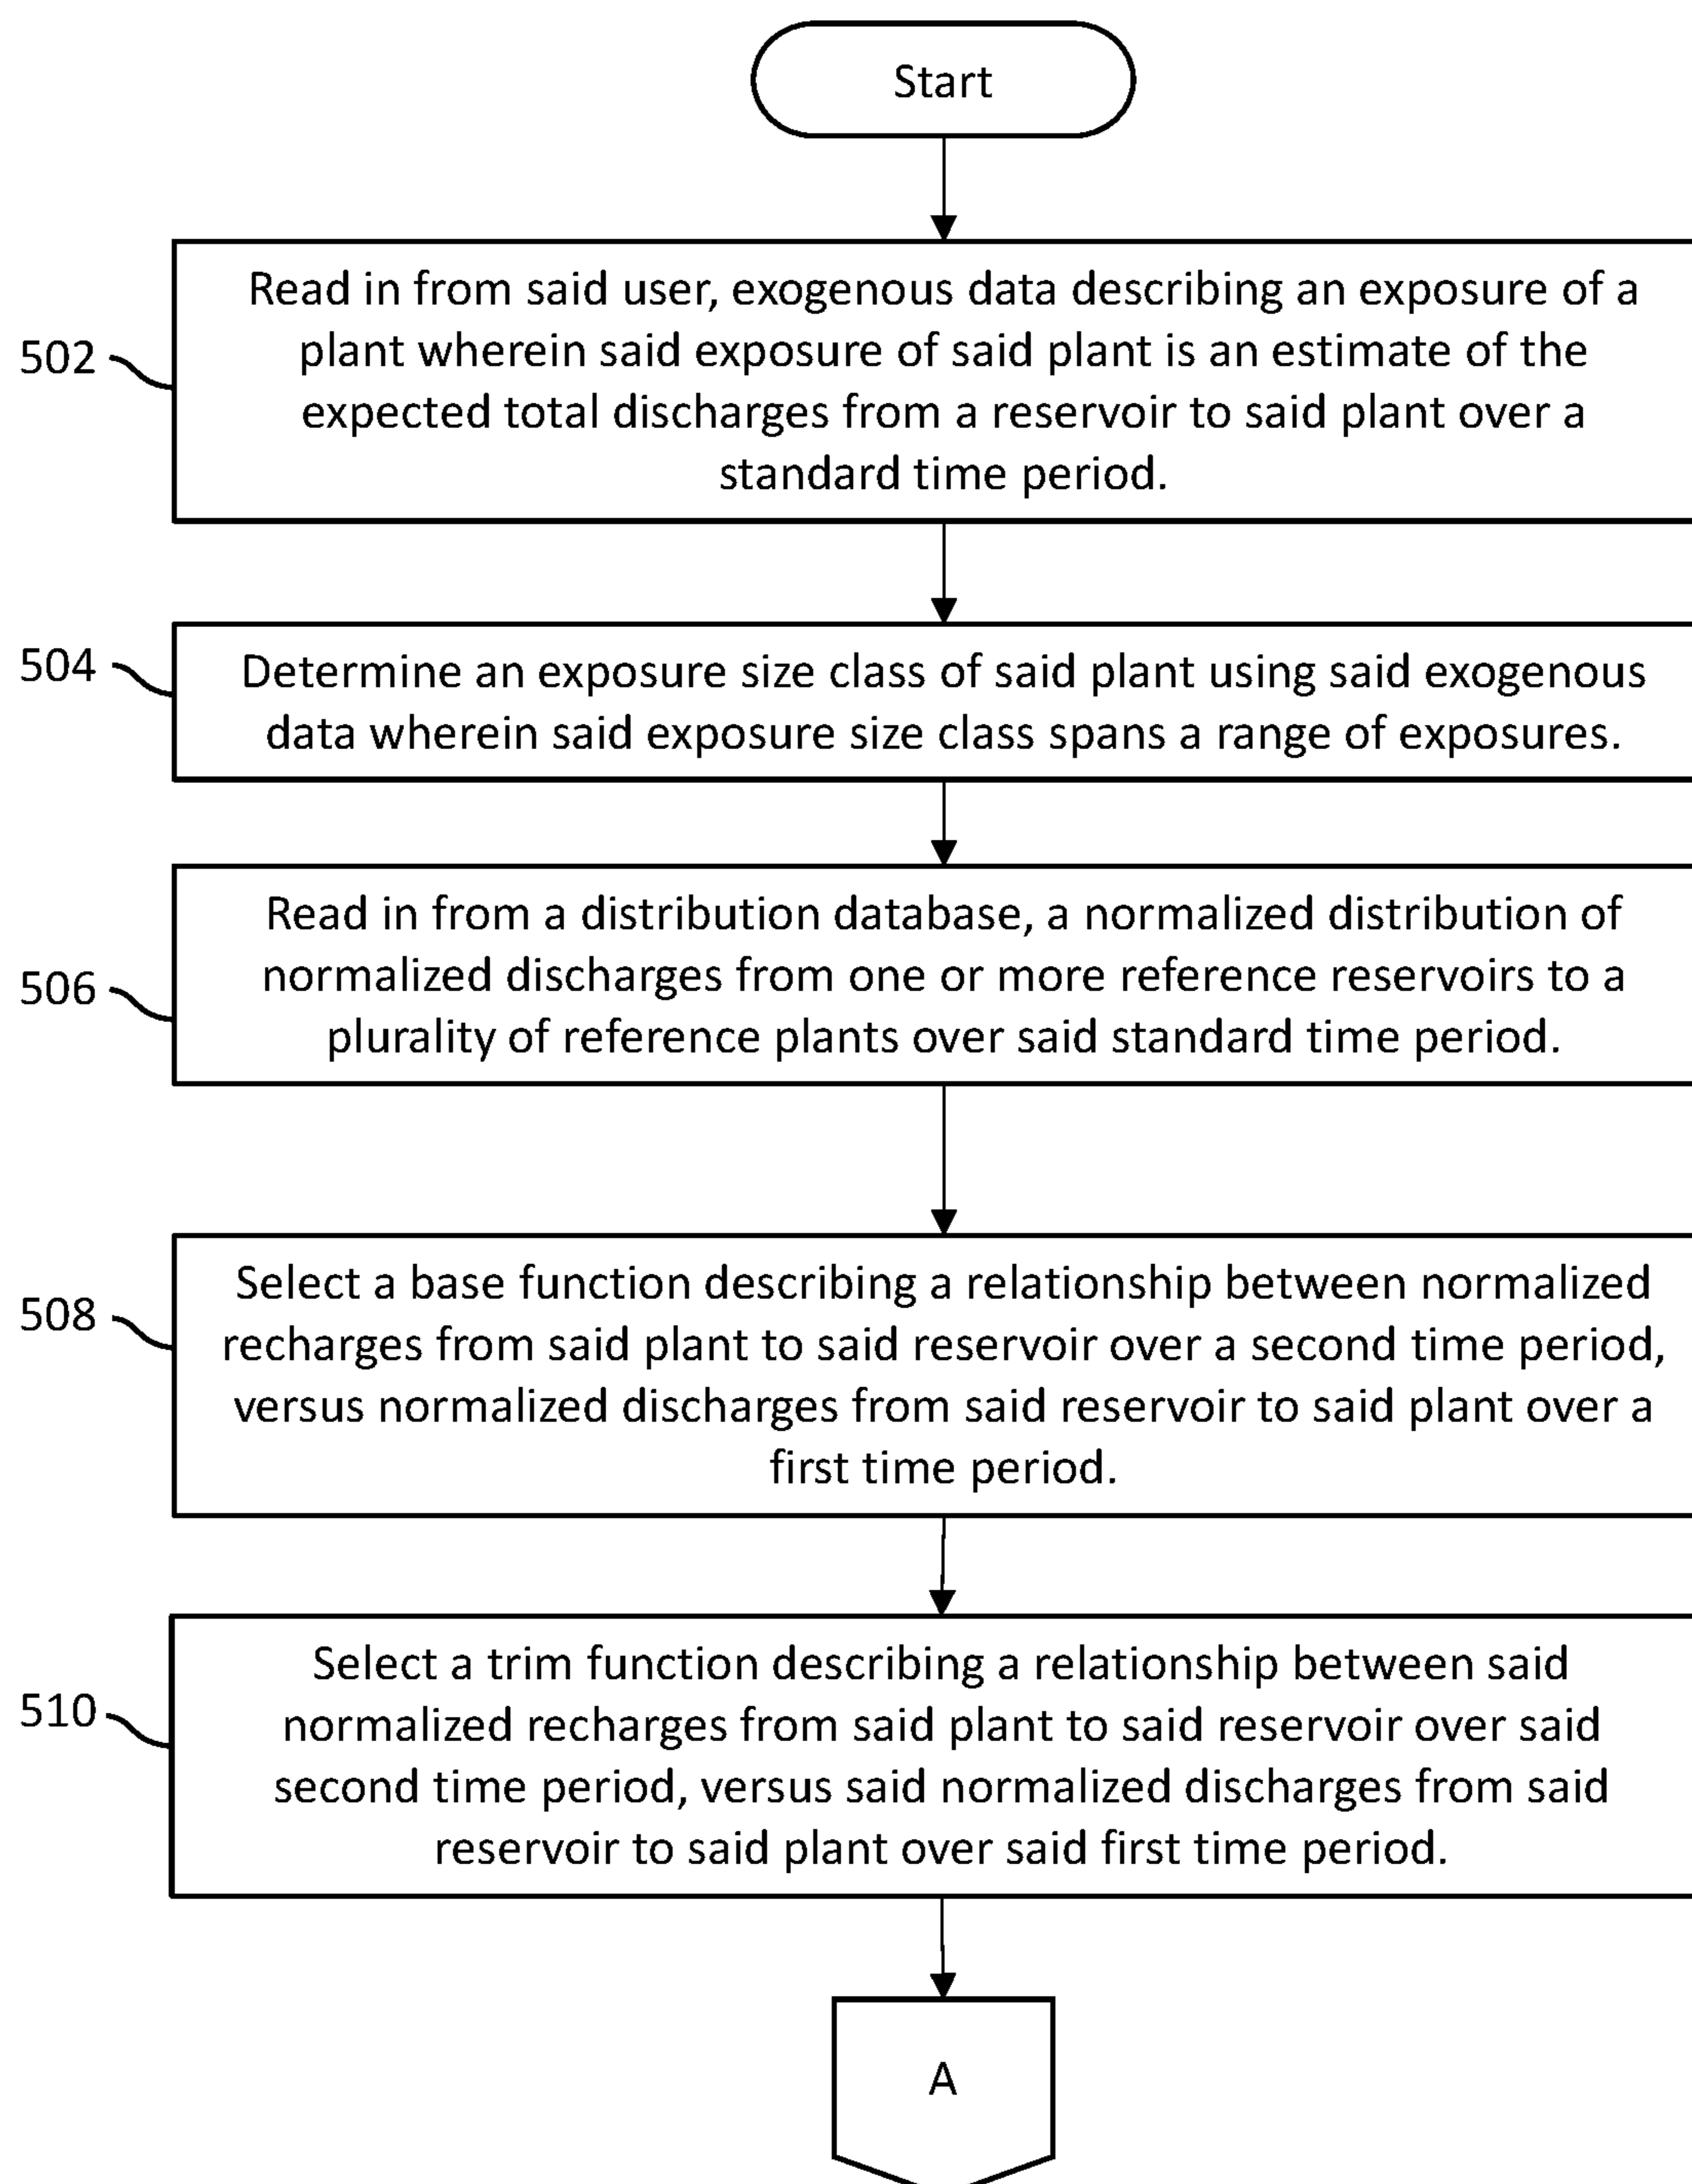 Start
502
Read in from said user, exogenous data describing an exposure of a
plant wherein said exposure of said plant is an estimate of the
expected total discharges from a reservoir to said plant over a
standard time period.
504
Determine an exposure size class of said plant using said exogenous
data wherein said exposure size class spans a range of exposures.
506
Read in from a distribution database, a normalized distribution of
normalized discharges from one or more reference reservoirs to a
plurality of reference plants over said standard time period.
508
Select a base function describing a relationship between normalized
recharges from said plant to said reservoir over a second time period,
versus normalized discharges from said reservoir to said plant over a
first time period.
510
Select a trim function describing a relationship between said
normalized recharges from said plant to said reservoir over said
second time period, versus said normalized discharges from said
reservoir to said plant over said first time period.
A